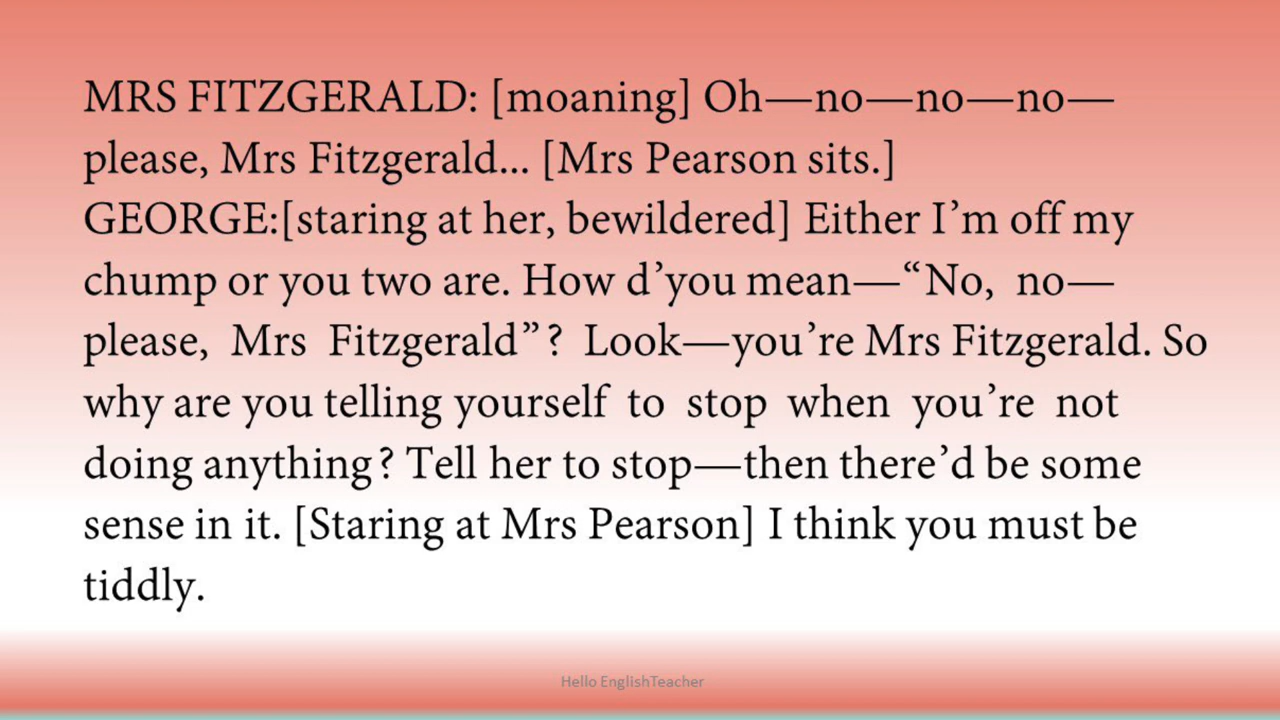 MRS FITZGERALD: [moaning] Oh—no—no—no—
please, Mrs Fitzgerald... [Mrs Pearson sits.]
GEORGE:[staring at her, bewildered] Either I’m off my
chump or you two are. How d’you mean—“No, no—
please, Mrs Fitzgerald”? Look—you’re Mrs Fitzgerald. So
why are you telling yourself to stop when you’re not
doing anything? Tell her to stop—then there’d be some
sense in it. [Staring at Mrs Pearson] I think you must be
tiddly.
Hello EnglishTeacher